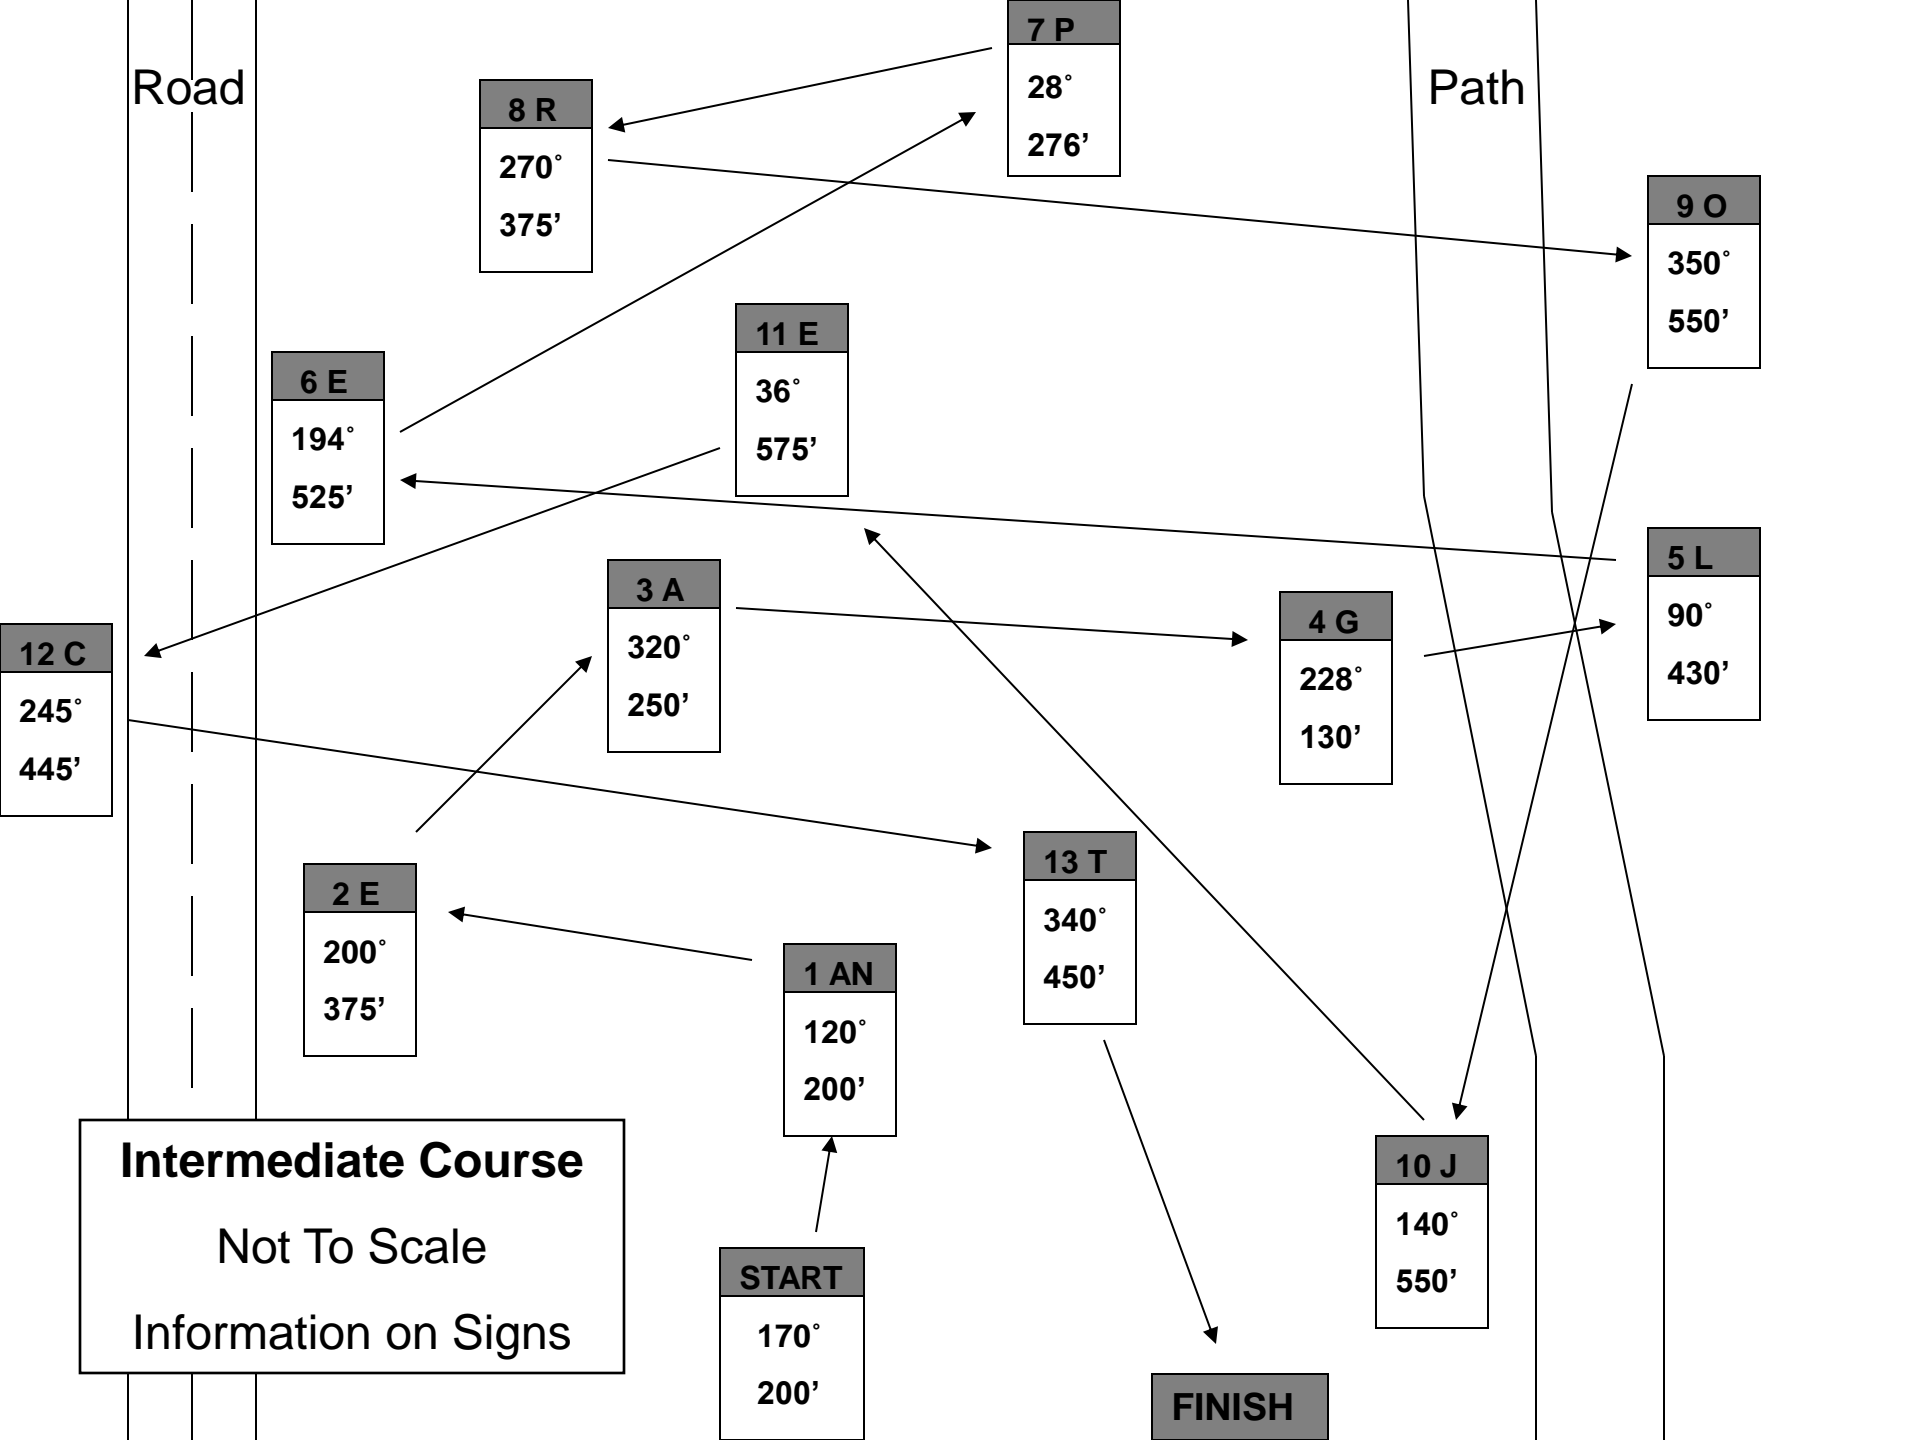 Road
Path
7 P
28˚
276’
8 R
270˚
375’
9 O
350˚
550’
11 E
36˚
575’
6 E
194˚
525’
5 L
90˚
430’
3 A
320˚
250’
4 G
228˚
130’
12 C
245˚
445’
13 T
340˚
450’
2 E
200˚
375’
1 AN
120˚
200’
10 J
140˚
550’
START
170˚
200’
FINISH
Intermediate Course
Not To Scale
Information on Signs